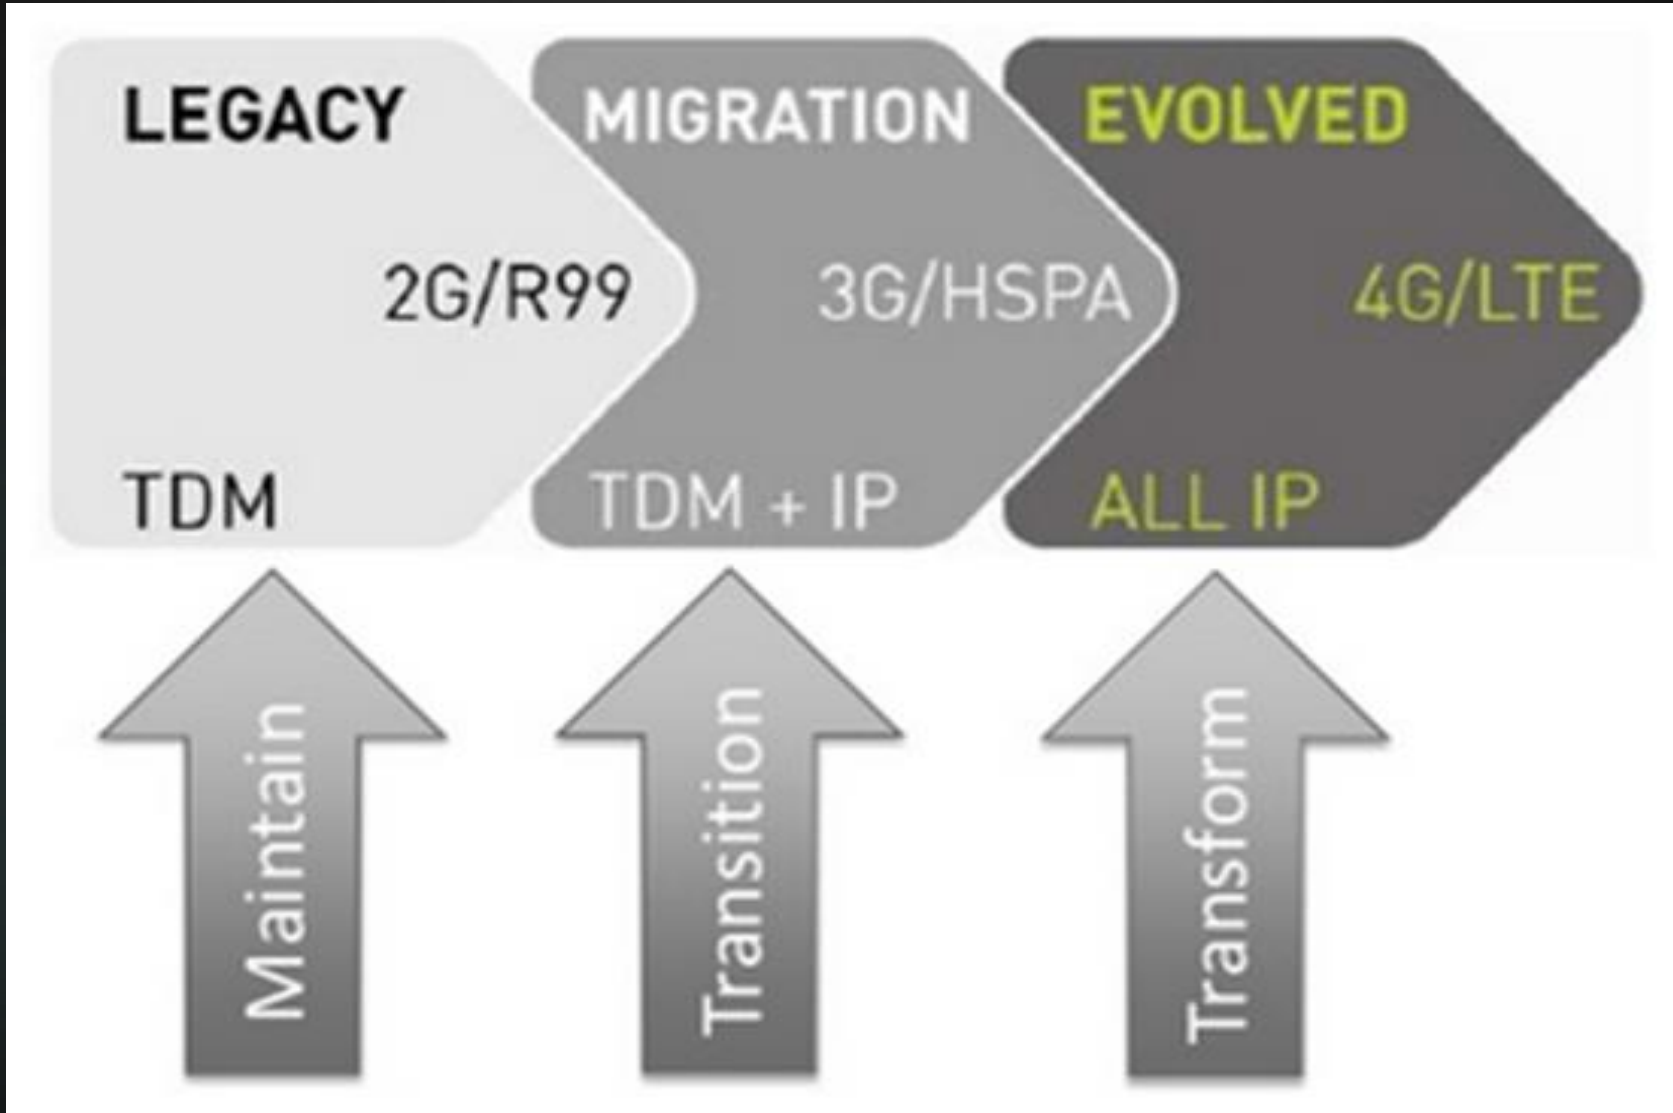 LEGACY
2G/R99
TDM
MIGRATION
3G/HSPA
TDM + IP
EVOLVED
4G/LTE
ALL IP
Maintain
Transition
Transform